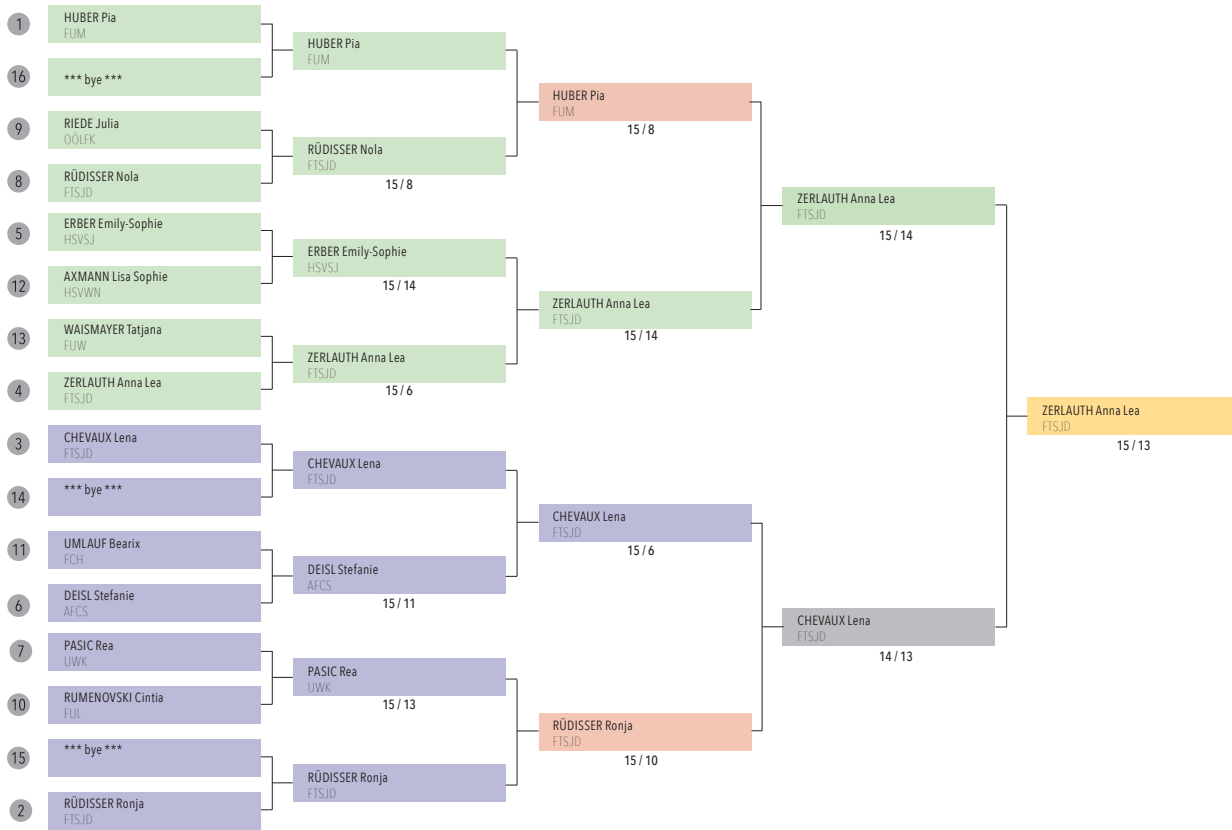 1
HUBER Pia
FUM
16
*** bye ***
9
RIEDE Julia
OÖLFK
8
RÜDISSER Nola
FTSJD
5
ERBER Emily-Sophie
HSVSJ
12
AXMANN Lisa Sophie
HSVWN
13
WAISMAYER Tatjana
FUW
4
ZERLAUTH Anna Lea
FTSJD
3
CHEVAUX Lena
FTSJD
14
*** bye ***
11
UMLAUF Bearix
FCH
6
DEISL Stefanie
AFCS
7
PASIC Rea
UWK
10
RUMENOVSKI Cintia
FUL
15
*** bye ***
2
RÜDISSER Ronja
FTSJD
HUBER Pia
FUM
RÜDISSER Nola
FTSJD
15 / 8
ERBER Emily-Sophie
HSVSJ
15 / 14
ZERLAUTH Anna Lea
FTSJD
15 / 6
CHEVAUX Lena
FTSJD
DEISL Stefanie
AFCS
15 / 11
PASIC Rea
UWK
15 / 13
RÜDISSER Ronja
FTSJD
HUBER Pia
FUM
15 / 8
ZERLAUTH Anna Lea
FTSJD
15 / 14
CHEVAUX Lena
FTSJD
15 / 6
RÜDISSER Ronja
FTSJD
15 / 10
ZERLAUTH Anna Lea
FTSJD
15 / 14
CHEVAUX Lena
FTSJD
14 / 13
ZERLAUTH Anna Lea
FTSJD
15 / 13